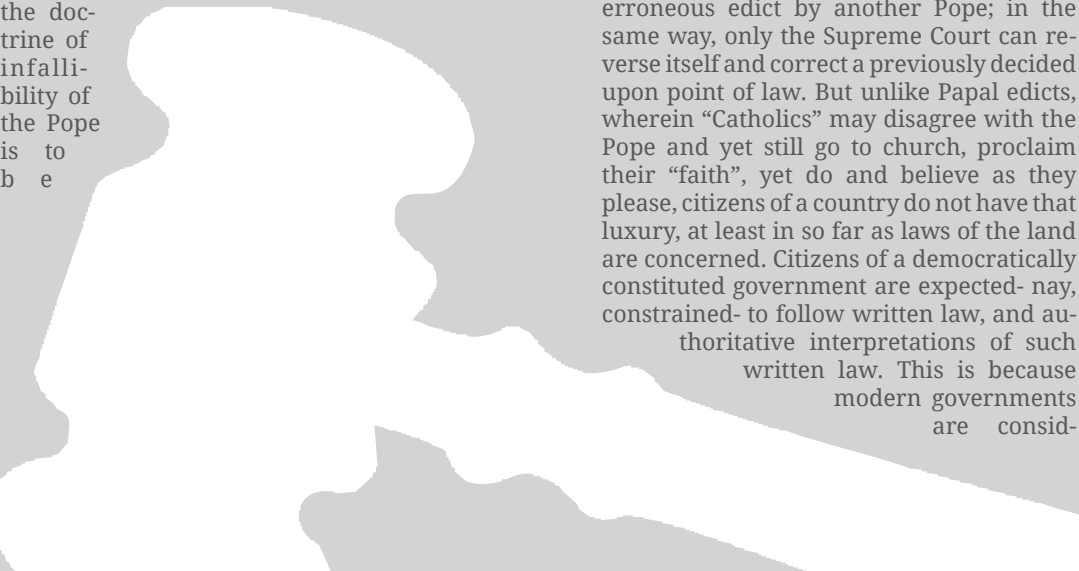 the doc-
trine of
infalli-
bility of
the Pope
is to
b e
erroneous edict by another Pope; in the
same way, only the Supreme Court can re-
verse itself and correct a previously decided
upon point of law. But unlike Papal edicts,
wherein “Catholics” may disagree with the
Pope and yet still go to church, proclaim
their “faith”, yet do and believe as they
please, citizens of a country do not have that
luxury, at least in so far as laws of the land
are concerned. Citizens of a democratically
constituted government are expected- nay,
constrained- to follow written law, and au-
thoritative interpretations of such
written law. This is because
modern governments
are consid-